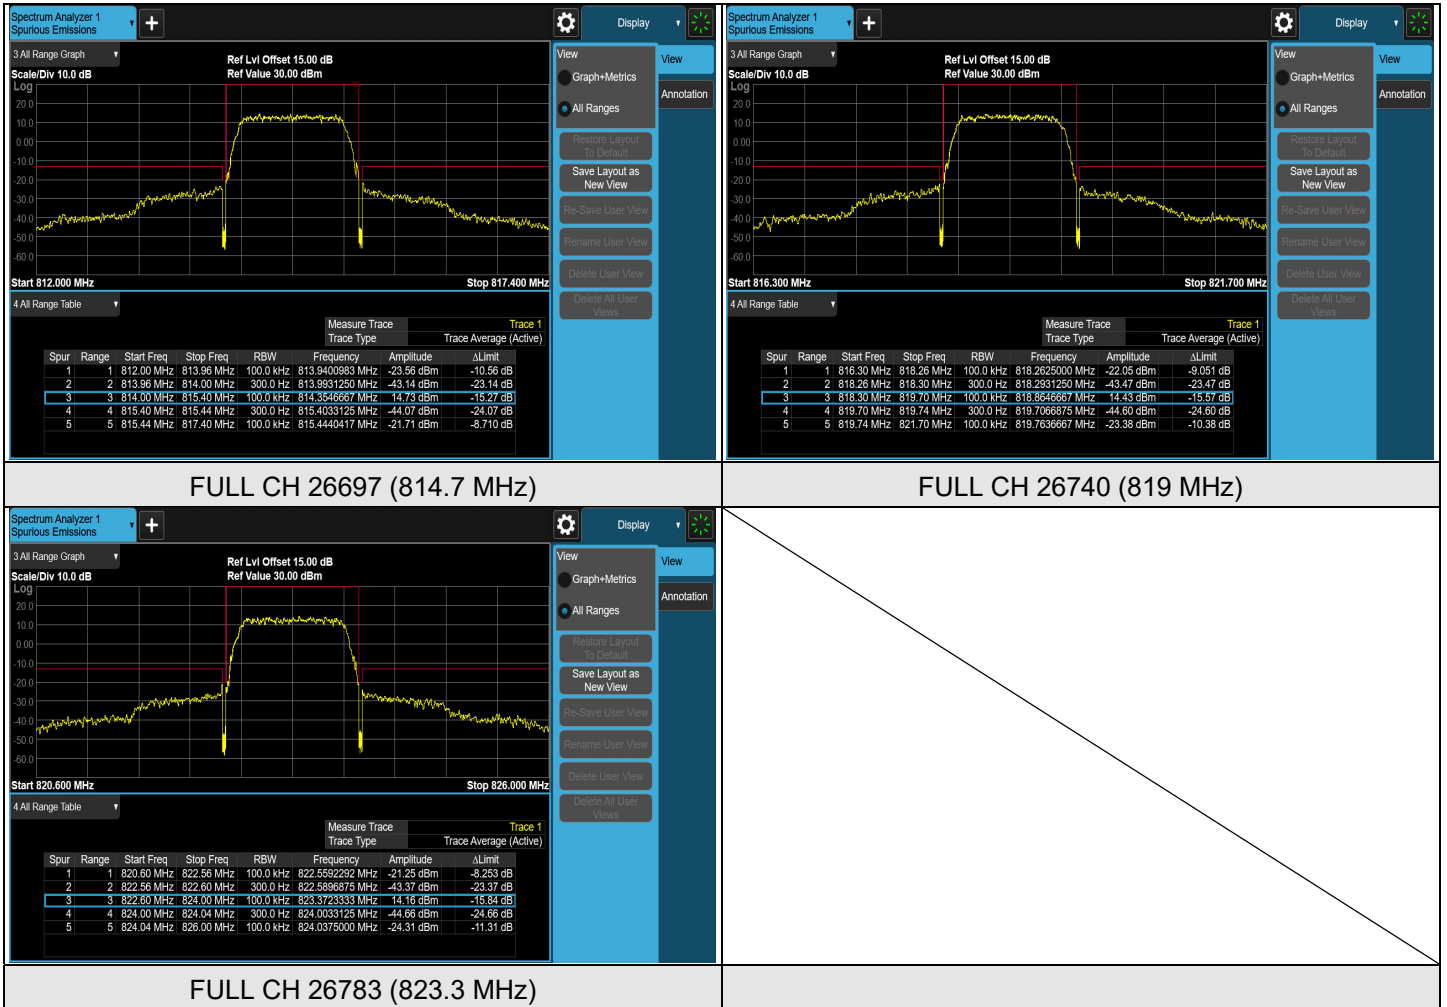 Spectrum Analyzer 1
Spurious Emissions
+
Display
3 All Range Graph
Ref Lvl Offset 15.00 dB
Scale/Div 10.0 dB
Ref Value 30.00 dBm
Log
20.0
10.0
0.00
-10.0
-20.0
-30.0
-40.0
-50.0
-60.0
Start 812.000 MHz
Stop 817.400 MHz
View
Graph+Metrics
All Ranges
Restore Layout
To Default
Save Layout as
New View
Re-Save User View
Rename User View
Delete User View
Delete All User
Views
View
Annotation
4 All Range Table
Measure Trace Trace 1
Trace Type Trace Average (Active)
Spur Range Start Freq Stop Freq RBW Frequency Amplitude ΔLimit
1 1 812.00 MHz 813.96 MHz 100.0 kHz 813.9400983 MHz -23.56 dBm -10.56 dB
2 2 813.96 MHz 814.00 MHz 300.0 Hz 813.9931250 MHz -43.14 dBm -23.14 dB
3 3 814.00 MHz 815.40 MHz 100.0 kHz 814.3546667 MHz 14.73 dBm -15.27 dB
4 4 815.40 MHz 815.44 MHz 300.0 Hz 815.4033125 MHz -44.07 dBm -24.07 dB
5 5 815.44 MHz 817.40 MHz 100.0 kHz 815.4440417 MHz -21.71 dBm -8.710 dB
FULL CH 26697 (814.7 MHz)
Spectrum Analyzer 1
Spurious Emissions
+
Display
3 All Range Graph
Ref Lvl Offset 15.00 dB
Scale/Div 10.0 dB
Ref Value 30.00 dBm
Log
20.0
10.0
0.00
-10.0
-20.0
-30.0
-40.0
-50.0
-60.0
Start 816.300 MHz
Stop 821.700 MHz
View
Graph+Metrics
All Ranges
Restore Layout
To Default
Save Layout as
New View
Re-Save User View
Rename User View
Delete User View
Delete All User
Views
View
Annotation
4 All Range Table
Measure Trace Trace 1
Trace Type Trace Average (Active)
Spur Range Start Freq Stop Freq RBW Frequency Amplitude ΔLimit
1 1 816.30 MHz 818.26 MHz 100.0 kHz 818.2625000 MHz -22.05 dBm -9.051 dB
2 2 818.26 MHz 818.30 MHz 300.0 Hz 818.2931250 MHz -43.47 dBm -23.47 dB
3 3 818.30 MHz 819.70 MHz 100.0 kHz 818.8646667 MHz 14.43 dBm -15.57 dB
4 4 819.70 MHz 819.74 MHz 300.0 Hz 819.7066875 MHz -44.60 dBm -24.60 dB
5 5 819.74 MHz 821.70 MHz 100.0 kHz 819.7636667 MHz -23.38 dBm -10.38 dB
FULL CH 26740 (819 MHz)
Spectrum Analyzer 1
Spurious Emissions
+
Display
3 All Range Graph
Ref Lvl Offset 15.00 dB
Scale/Div 10.0 dB
Ref Value 30.00 dBm
Log
20.0
10.0
0.00
-10.0
-20.0
-30.0
-40.0
-50.0
-60.0
Start 820.600 MHz
Stop 826.000 MHz
View
Graph+Metrics
All Ranges
Restore Layout
To Default
Save Layout as
New View
Re-Save User View
Rename User View
Delete User View
Delete All User
Views
View
Annotation
4 All Range Table
Measure Trace Trace 1
Trace Type Trace Average (Active)
Spur Range Start Freq Stop Freq RBW Frequency Amplitude ΔLimit
1 1 820.60 MHz 822.56 MHz 100.0 kHz 822.5592292 MHz -21.25 dBm -8.253 dB
2 2 822.56 MHz 822.60 MHz 300.0 Hz 822.5896875 MHz -43.37 dBm -23.37 dB
3 3 822.60 MHz 824.00 MHz 100.0 kHz 823.3723333 MHz 14.16 dBm -15.84 dB
4 4 824.00 MHz 824.04 MHz 300.0 Hz 824.0033125 MHz -44.66 dBm -24.66 dB
5 5 824.04 MHz 826.00 MHz 100.0 kHz 824.0375000 MHz -24.31 dBm -11.31 dB
FULL CH 26783 (823.3 MHz)